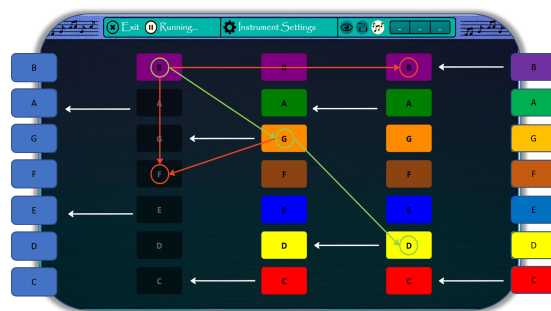 Exit Running... Instrument Settings
B B B B B
A A A A A
G G G G G
F F F F F
E E E E E
D D D D D
C C C C C